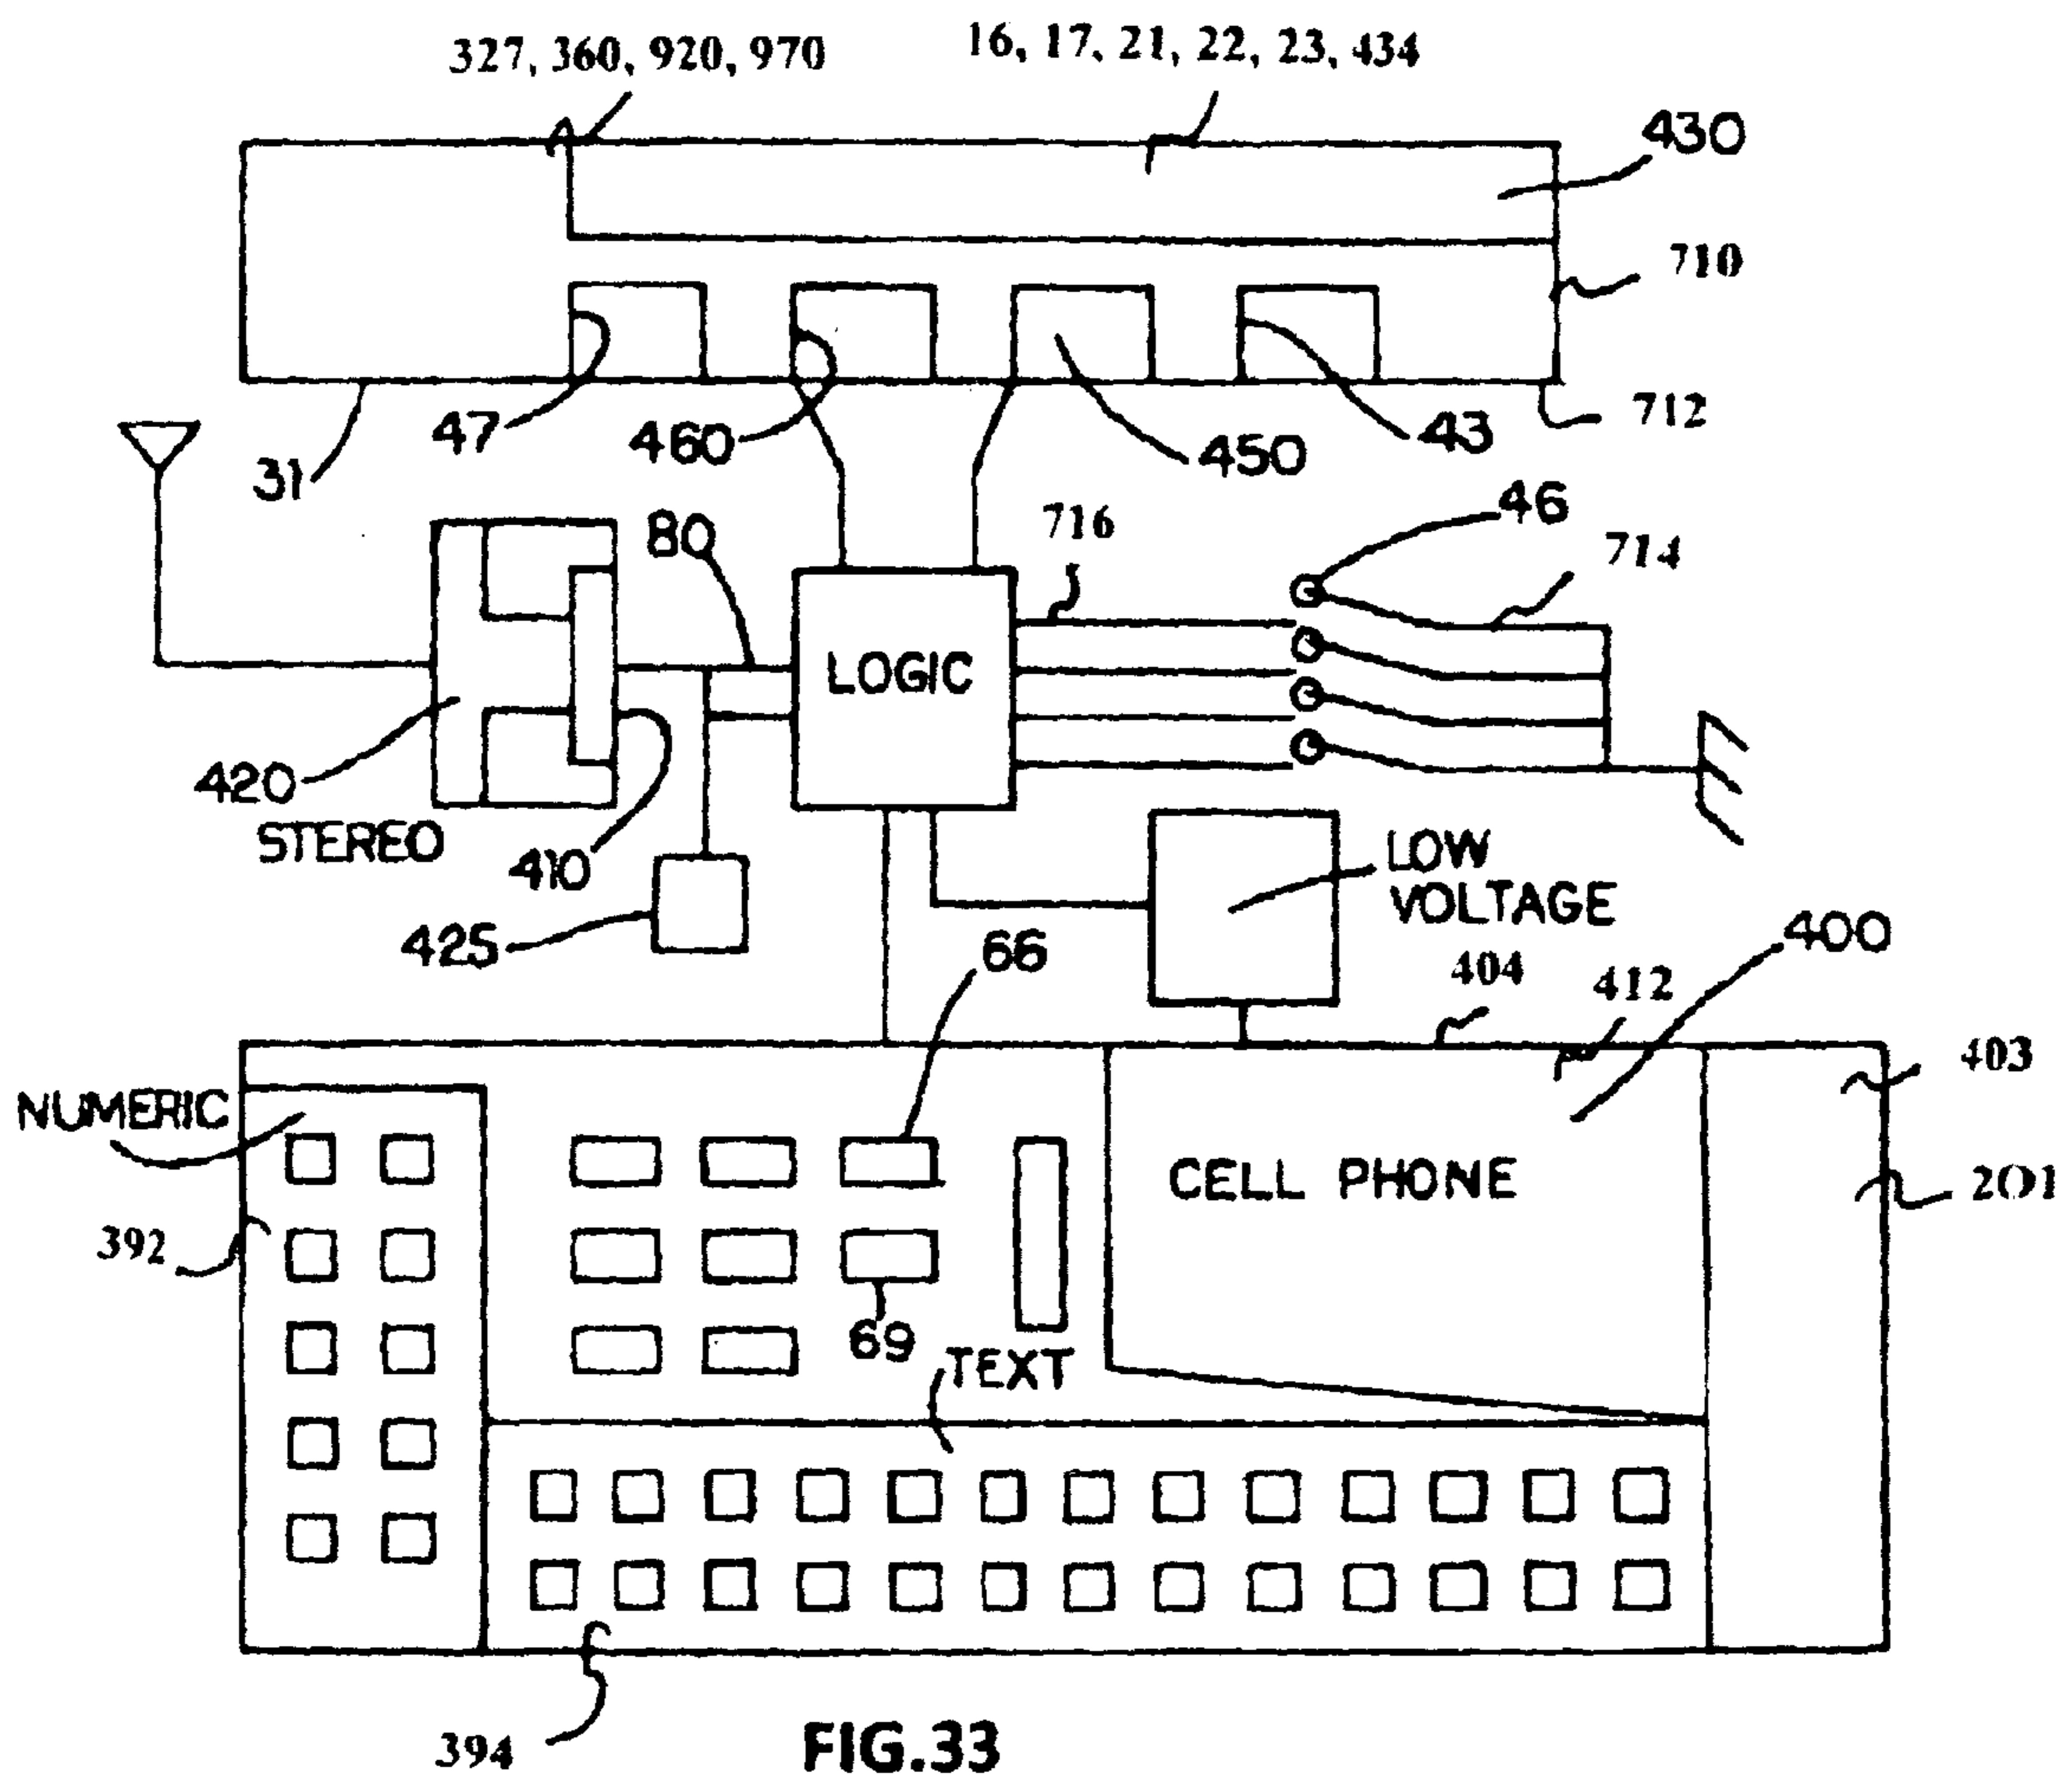 327, 360, 920, 970
16, 17, 21, 22, 23, 434
430
710
712
47
460
450
43
31
80
716
46
714
LOGIC
420
STEREO
410
425
LOW
VOLTAGE
66
404
412
400
403
NUMERIC
CELL PHONE
201
392
69
TEXT
394
FIG.33